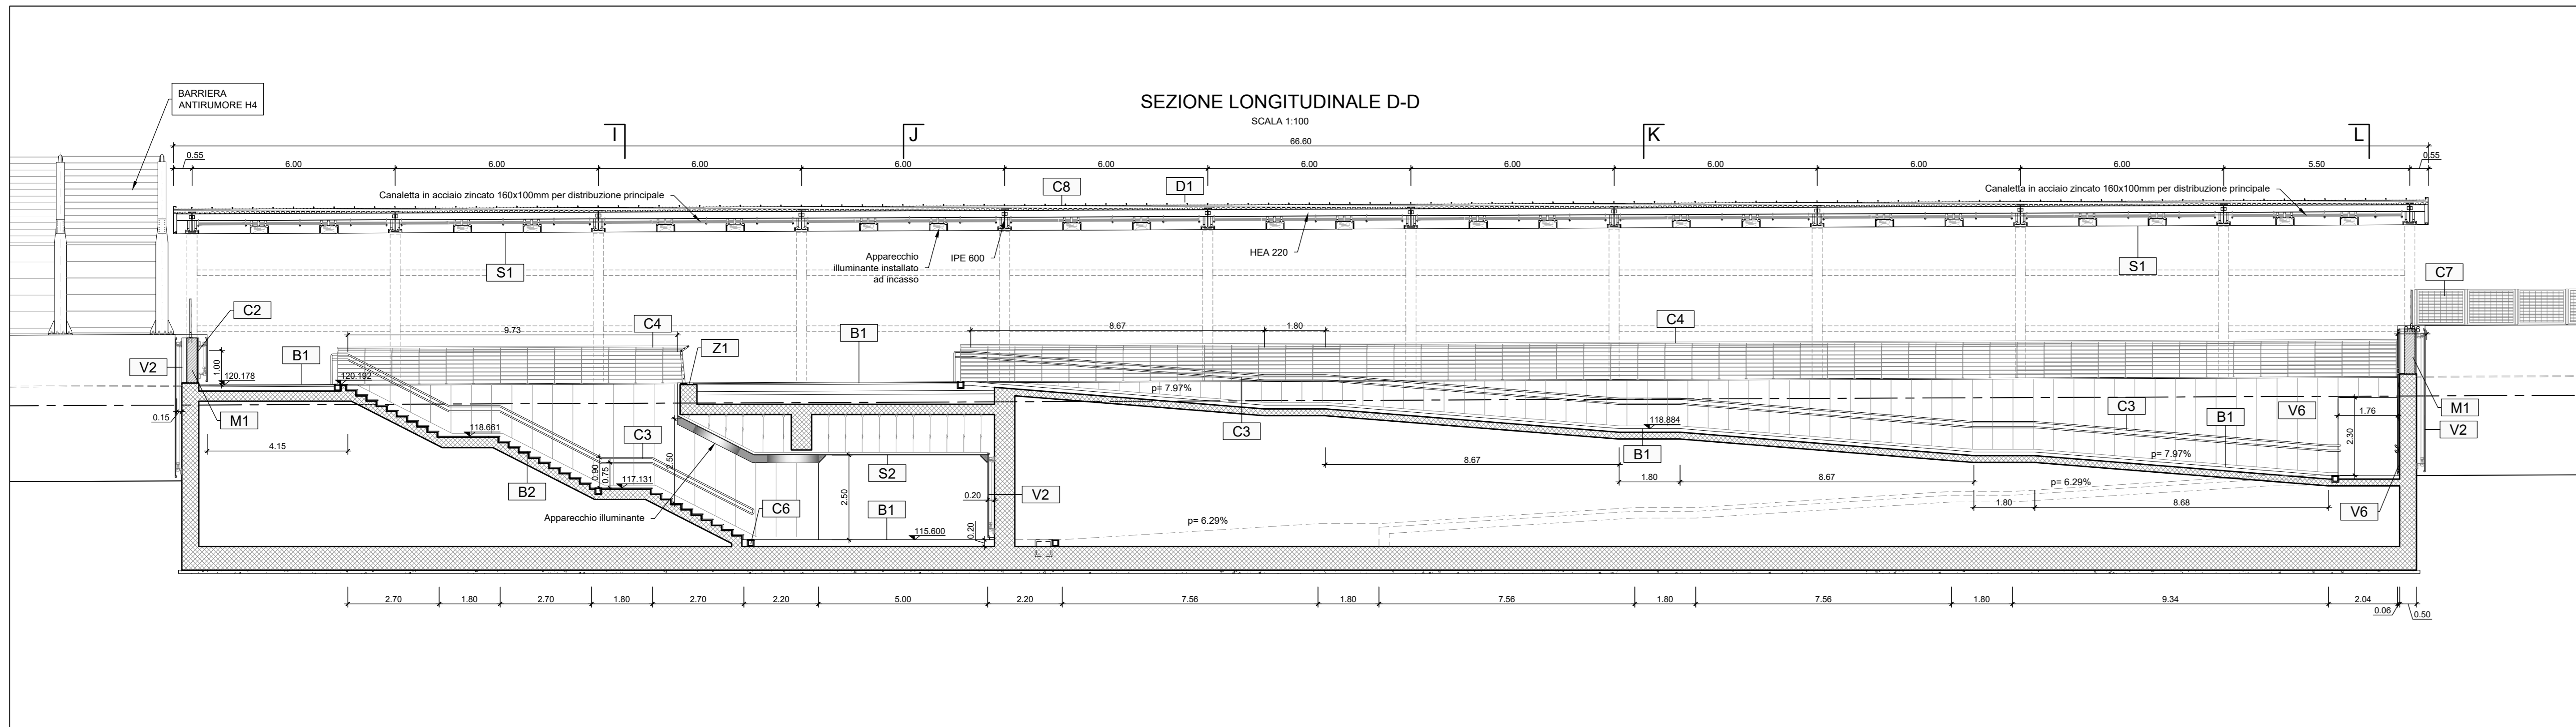 BARRIERA
ANTIRUMORE H4
SEZIONE LONGITUDINALE D-D
SCALA 1:100
I
J
K
L
66.60
0.55
6.00
6.00
6.00
6.00
6.00
6.00
6.00
6.00
6.00
6.00
5.50
0.55
Canaletta in acciaio zincato 160x100mm per distribuzione principale
C8
D1
Canaletta in acciaio zincato 160x100mm per distribuzione principale
S1
Apparecchio
illuminante installato
ad incasso
IPE 600
HEA 220
S1
C7
C2
9.73
C4
8.67
1.80
C4
V2
B1
1.00
Z1
B1
120.178
120.192
p= 7.97%
0.15
M1
4.15
118.661
C3
2.50
0.90
0.75
B2
117.131
Apparecchio illuminante
C6
S2
2.50
B1
0.20
0.20
115.600
V2
C3
118.884
B1
8.67
1.80
8.67
C3
V6
B1
1.76
2.30
M1
V2
p= 7.97%
p= 6.29%
1.80
8.68
V6
p= 6.29%
2.70
1.80
2.70
1.80
2.70
2.20
5.00
2.20
7.56
1.80
7.56
1.80
7.56
1.80
9.34
2.04
0.06
0.50